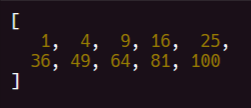 [
1, 4, 9, 16, 25,
36, 49, 64, 81, 100
]